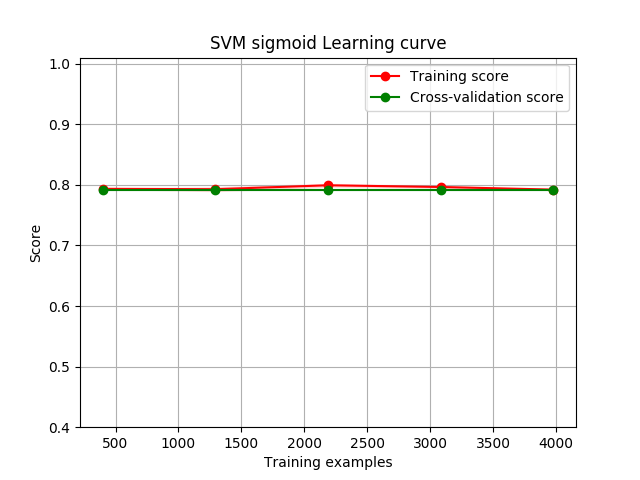 SVM sigmoid Learning curve
1.0
0.9
0.8
0.7
0.6
0.5
0.4
Score
Training score
Cross-validation score
500 1000 1500 2000 2500 3000 3500 4000
Training examples